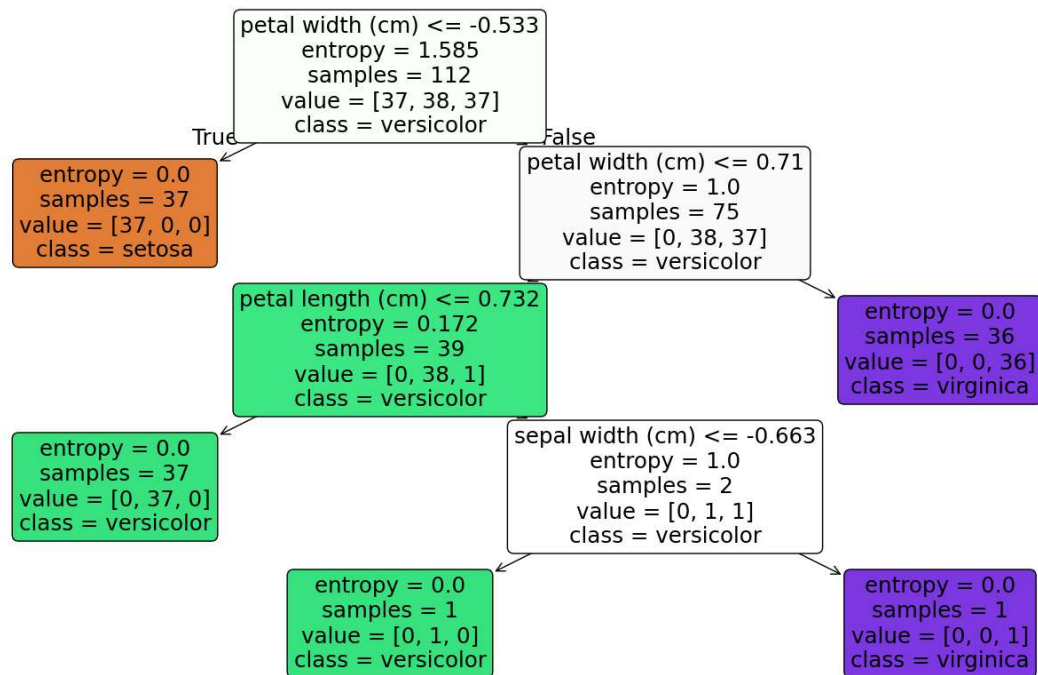 petal width (cm) <= -0.533
entropy = 1.585
samples = 112
value = [37, 38, 37]
class = versicolor
True
False
entropy = 0.0
samples = 37
value = [37, 0, 0]
class = setosa
petal width (cm) <= 0.71
entropy = 1.0
samples = 75
value = [0, 38, 37]
class = versicolor
petal length (cm) <= 0.732
entropy = 0.172
samples = 39
value = [0, 38, 1]
class = versicolor
entropy = 0.0
samples = 36
value = [0, 0, 36]
class = virginica
entropy = 0.0
samples = 37
value = [0, 37, 0]
class = versicolor
sepal width (cm) <= -0.663
entropy = 1.0
samples = 2
value = [0, 1, 1]
class = versicolor
entropy = 0.0
samples = 1
value = [0, 1, 0]
class = versicolor
entropy = 0.0
samples = 1
value = [0, 0, 1]
class = virginica